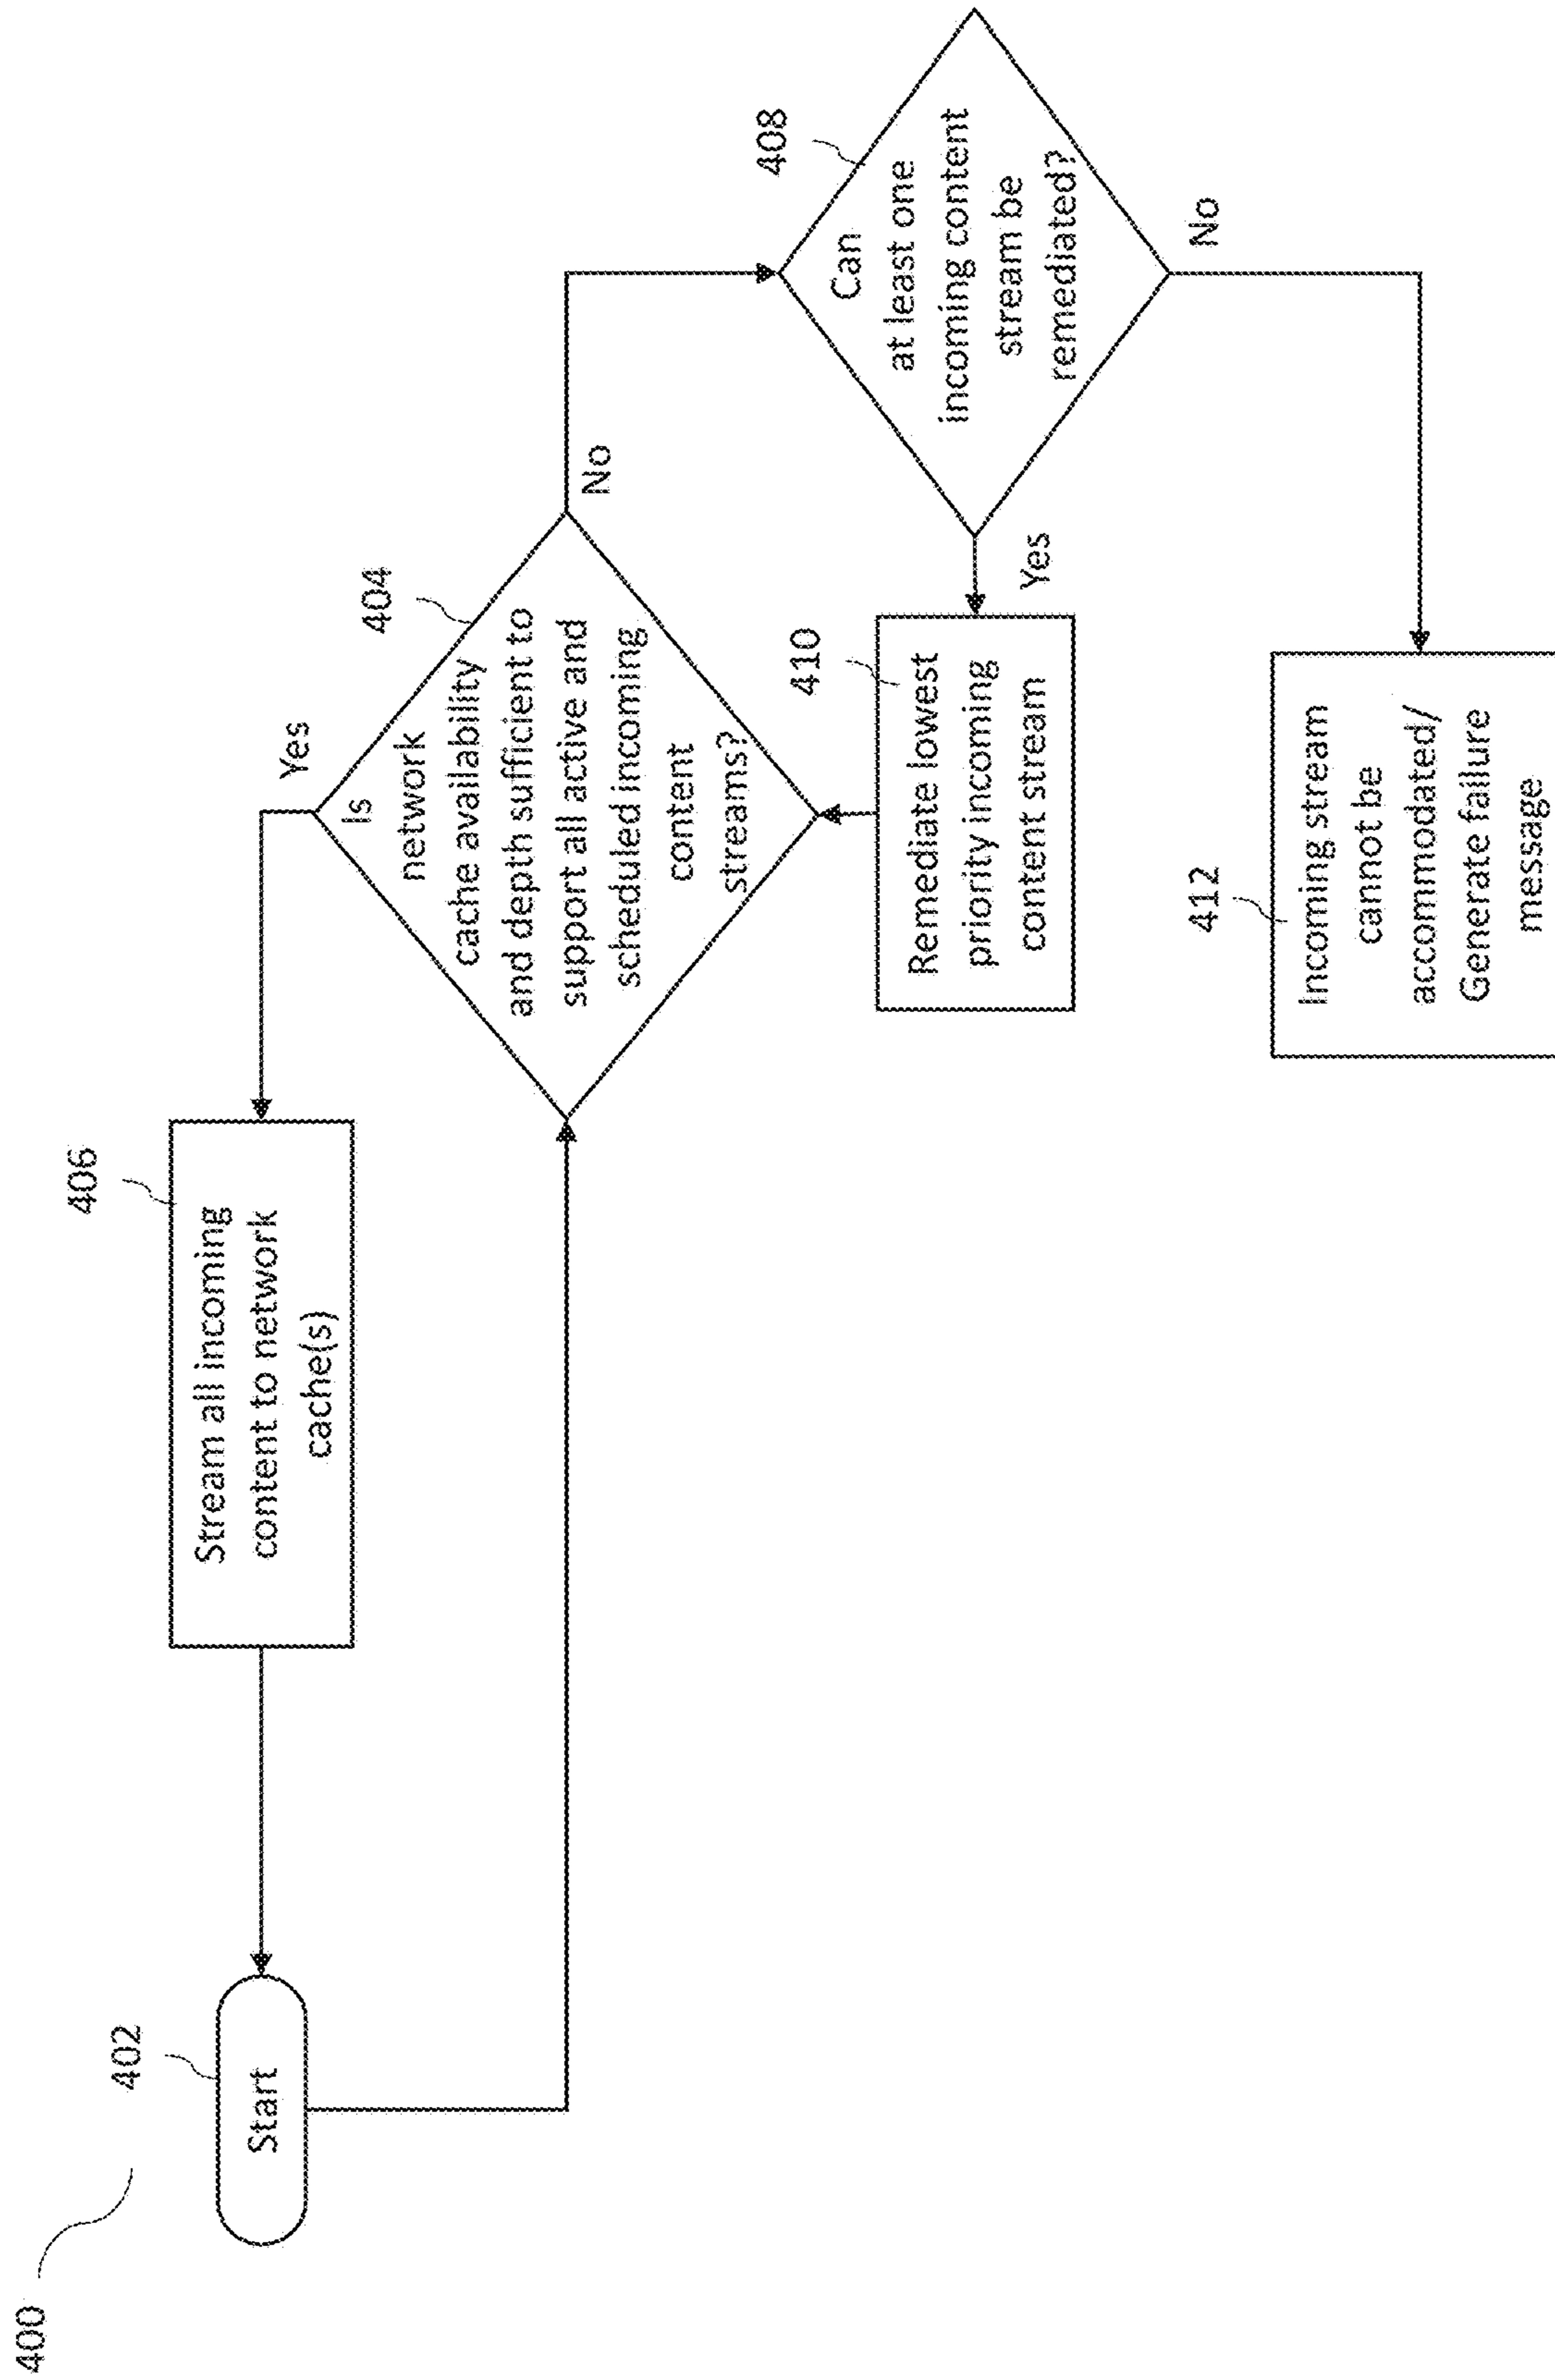 400
402
Start
406
Stream all incoming
content to network
cache(s)
404
Is
network
cache availability
and depth sufficient to
support all active and
scheduled incoming
content
streams?
Yes
No
408
Can
at least one
incoming content
stream be
remediated?
Yes
No
410
Remediate lowest
priority incoming
content stream
412
Incoming stream
cannot be
accommodated/
Generate failure
message